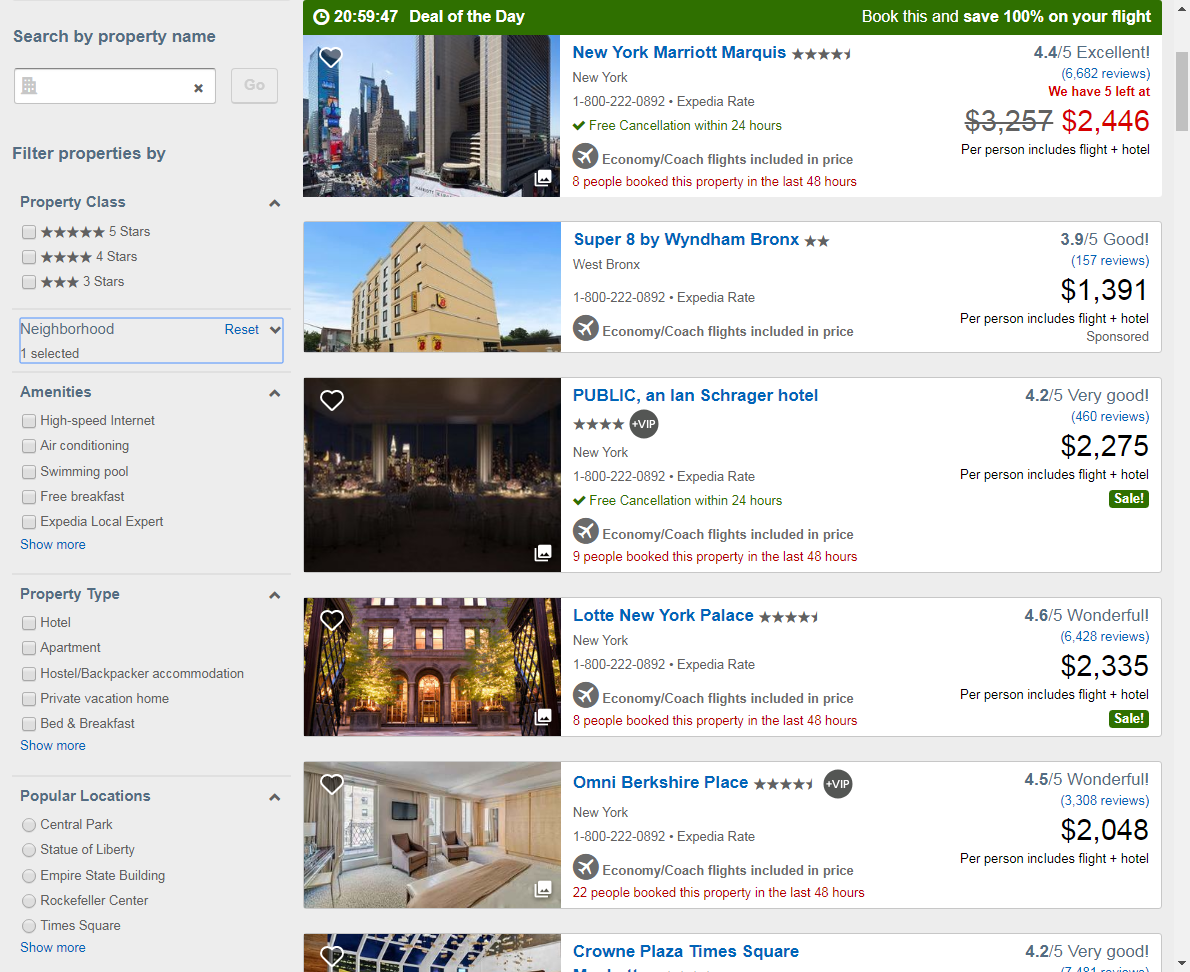 Search by property name
Go
Filter properties by
Property Class
5 Stars
4 Stars
3 Stars
Neighborhood
Reset
1 selected
Amenities
High-speed Internet
Air conditioning
Swimming pool
Free breakfast
Expedia Local Expert
Show more
Property Type
Hotel
Apartment
Hostel/Backpacker accommodation
Private vacation home
Bed & Breakfast
Show more
Popular Locations
Central Park
Statue of Liberty
Empire State Building
Rockefeller Center
Times Square
Show more
20:59:47 Deal of the Day
Book this and save 100% on your flight
New York Marriott Marquis
New York
1-800-222-0892 • Expedia Rate
Free Cancellation within 24 hours
Economy/Coach flights included in price
8 people booked this property in the last 48 hours
4.4/5 Excellent!
(6,682 reviews)
We have 5 left at
$3,257 $2,446
Per person includes flight + hotel
Super 8 by Wyndham Bronx
West Bronx
1-800-222-0892 • Expedia Rate
Economy/Coach flights included in price
3.9/5 Good!
(157 reviews)
$1,391
Per person includes flight + hotel
Sponsored
PUBLIC, an Ian Schrager hotel
+VIP
New York
1-800-222-0892 • Expedia Rate
Free Cancellation within 24 hours
Economy/Coach flights included in price
9 people booked this property in the last 48 hours
4.2/5 Very good!
(460 reviews)
$2,275
Per person includes flight + hotel
Sale!
Lotte New York Palace
New York
1-800-222-0892 • Expedia Rate
Economy/Coach flights included in price
8 people booked this property in the last 48 hours
4.6/5 Wonderful!
(6,428 reviews)
$2,335
Per person includes flight + hotel
Sale!
Omni Berkshire Place
+VIP
New York
1-800-222-0892 • Expedia Rate
Economy/Coach flights included in price
22 people booked this property in the last 48 hours
4.5/5 Wonderful!
(3,308 reviews)
$2,048
Per person includes flight + hotel
Crowne Plaza Times Square
4.2/5 Very good!